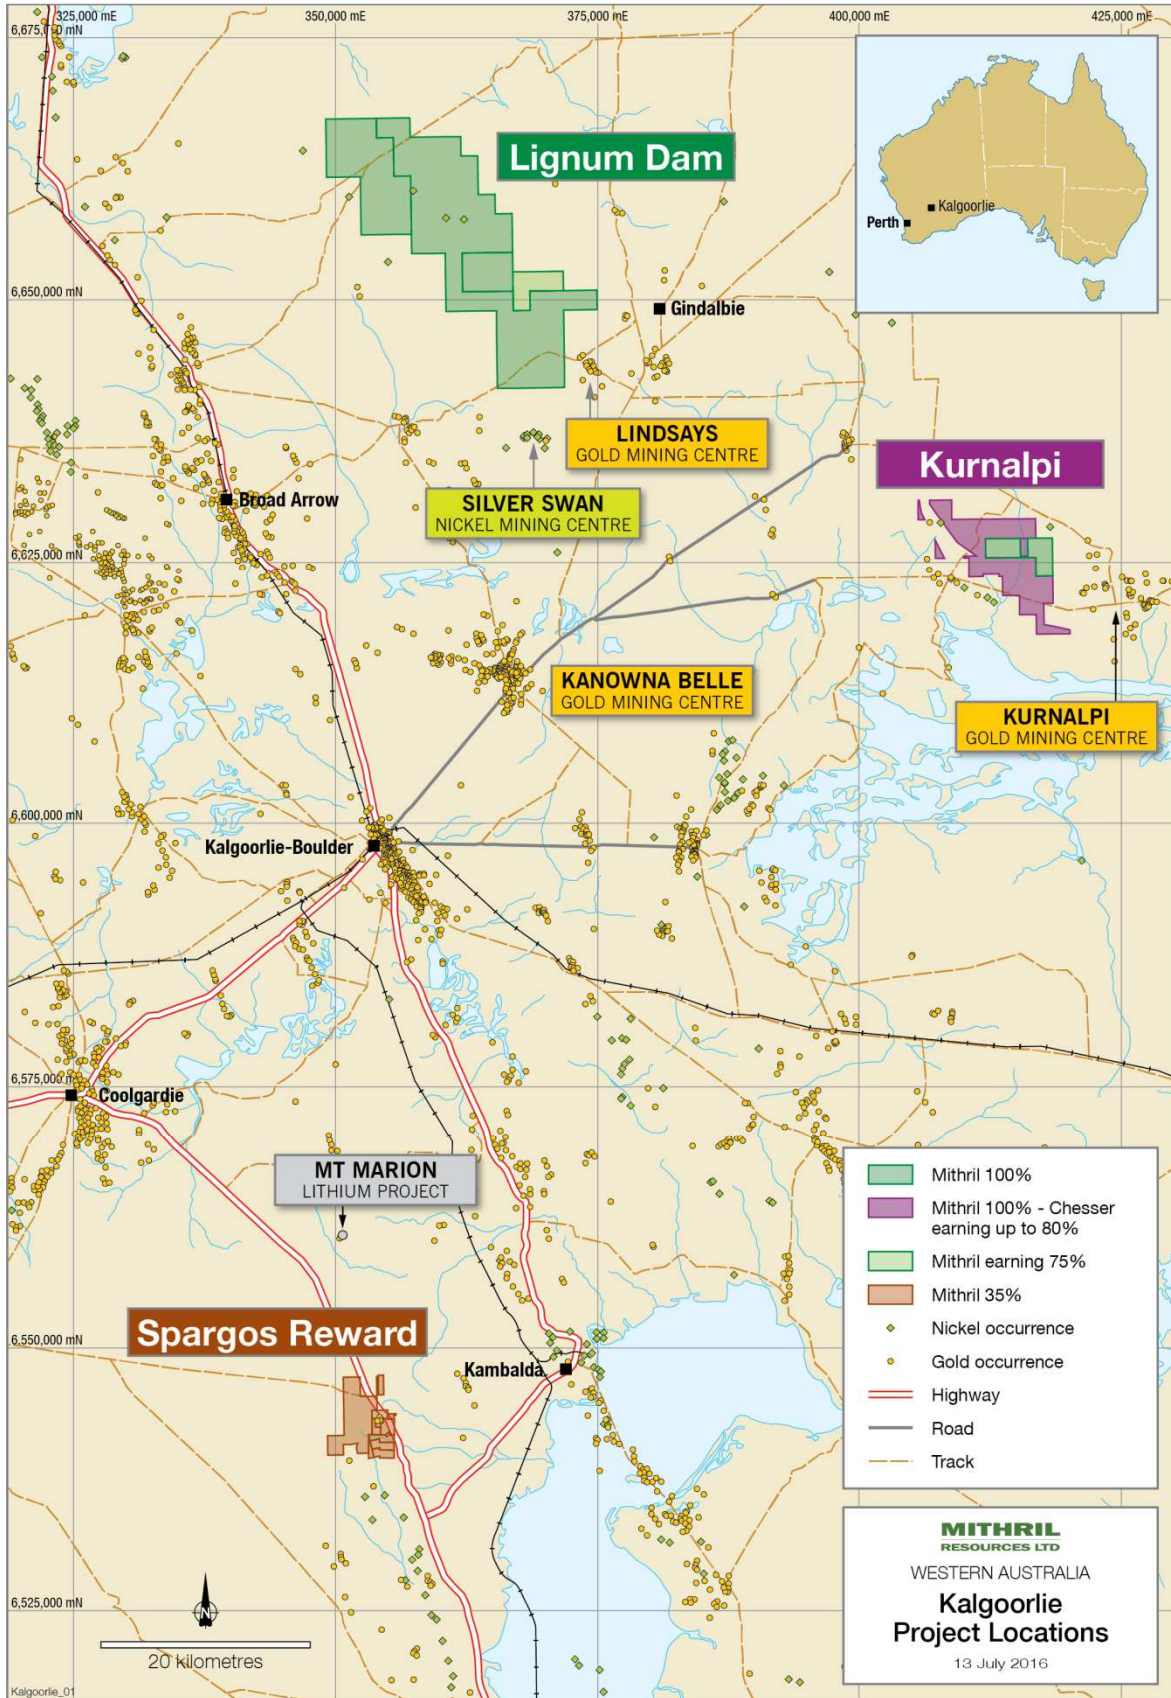 325,000 mE
350,000 mE
375,000 mE
400,000 mE
425,000 mE
6,675,000 mN
Lignum Dam
Kalgoorlie
Perth
6,650,000 mN
Gindalbie
LINDSAYS
GOLD MINING CENTRE
Kurnalpi
SILVER SWAN
NICKEL MINING CENTRE
Broad Arrow
6,625,000 mN
KANOWNA BELLE
GOLD MINING CENTRE
KURNALPI
GOLD MINING CENTRE
6,600,000 mN
Kalgoorlie-Boulder
6,575,000 mN
Coolgardie
MT MARION
LITHIUM PROJECT
Spargos Reward
6,550,000 mN
Kambalda
Mithril 100%
Mithril 100% - Chesser
earning up to 80%
Mithril earning 75%
Mithril 35%
Nickel occurrence
Gold occurrence
Highway
Road
Track
6,525,000 mN
N
20 kilometres
MITHRIL
RESOURCES LTD
WESTERN AUSTRALIA
Kalgoorlie
Project Locations
13 July 2016
Kalgoorlie_01